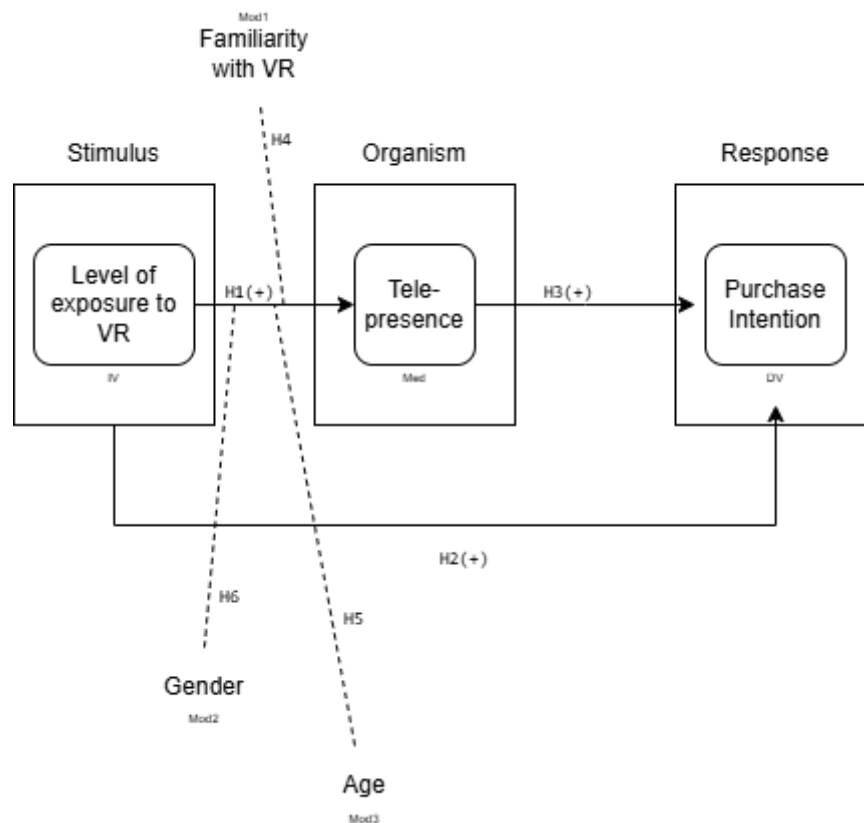 Mod1
Familiarity
with VR
H4
Stimulus
Organism
Response
Level of
exposure to
VR
IV
H1(+)
Tele-
presence
Med
H3(+)
Purchase
Intention
DV
H2(+)
H6
H5
Gender
Mod2
Age
Mod3